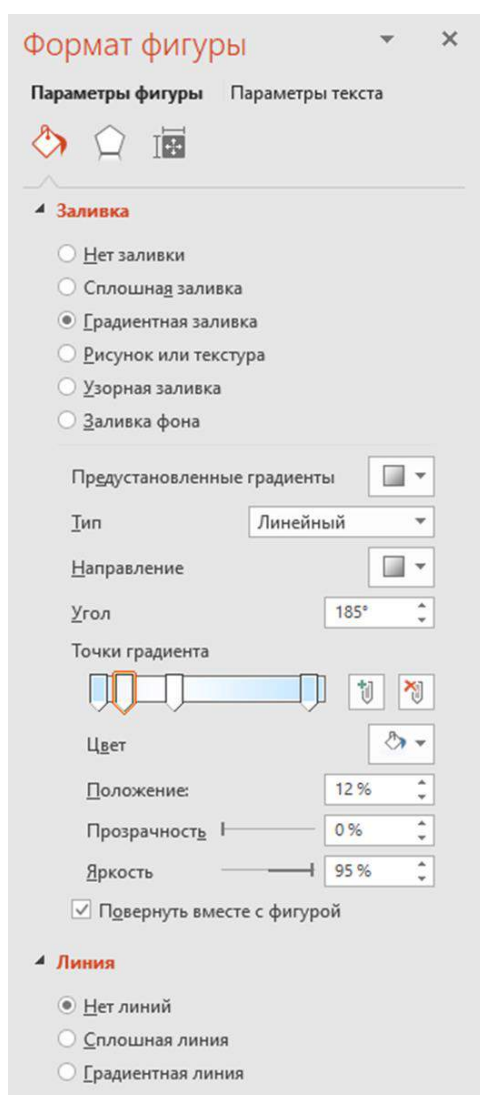 Формат фигуры
Параметры фигуры Параметры текста
Заливка
Нет заливки
Сплошная заливка
Градиентная заливка
Рисунок или текстура
Узорная заливка
Заливка фона
Предустановленные градиенты
Тип Линейный
Направление
Угол 185°
Точки градиента
Цвет
Положение: 12 %
Прозрачность 0 %
Яркость 95 %
Повернуть вместе с фигурой
Линия
Нет линий
Сплошная линия
Градиентная линия